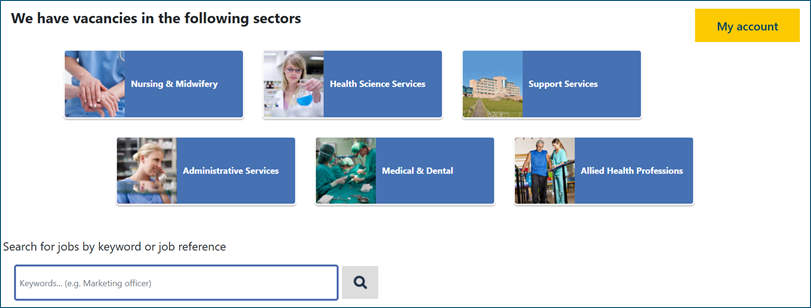 We have vacancies in the following sectors
My account
Nursing & Midwifery
Health Science Services
Support Services
Administrative Services
Medical & Dental
Allied Health Professions
Search for jobs by keyword or job reference
Keywords... (e.g. Marketing officer)